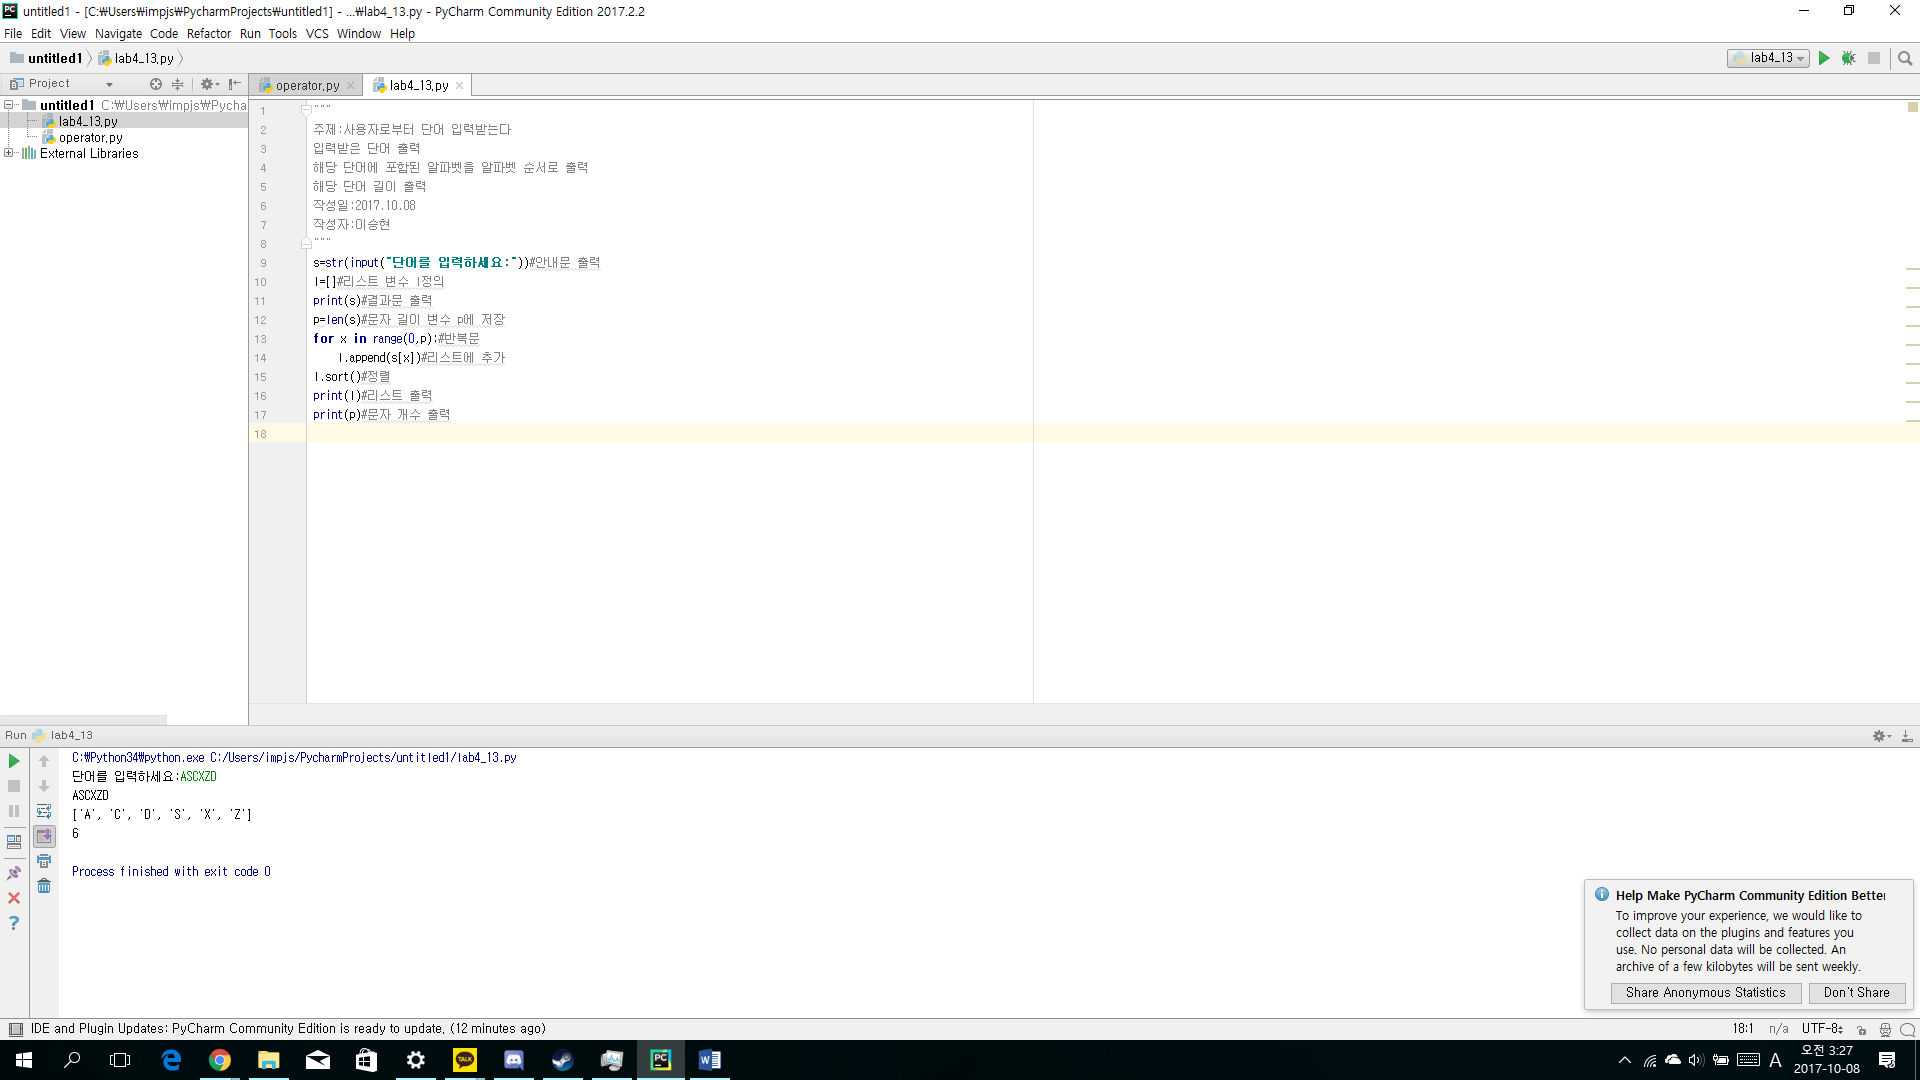 untitled1 - [C:₩Users₩impjs₩PycharmProjects₩untitled1] - ...₩lab4_13.py - PyCharm Community Edition 2017.2.2
File Edit View Navigate Code Refactor Run Tools VCS Window Help
untitled1 lab4_13.py lab4_13
Project operator.py lab4_13.py
untitled1 C:₩Users₩impjs₩Pycha
lab4_13.py
operator.py
External Libraries
1 """
2 주제:사용자로부터 단어 입력받는다
3 입력받은 단어 출력
4 해당 단어에 포함된 알파벳을 알파벳 순서로 출력
5 해당 단어 길이 출력
6 작성일:2017.10.08
7 작성자:이승현
8 """
9 s=str(input("단어를 입력하세요:"))#안내문 출력
10 l=[]#리스트 변수 l정의
11 print(s)#결과문 출력
12 p=len(s)#문자 길이 변수 p에 저장
13 for x in range(0,p):#반복문
14 l.append(s[x])#리스트에 추가
15 l.sort()#정렬
16 print(l)#리스트 출력
17 print(p)#문자 개수 출력
18
Run lab4_13
C:₩Python34₩python.exe C:/Users/impjs/PycharmProjects/untitled1/lab4_13.py
단어를 입력하세요:ASCXZD
ASCXZD
['A', 'C', 'D', 'S', 'X', 'Z']
6
Process finished with exit code 0
Help Make PyCharm Community Edition Better
To improve your experience, we would like to
collect data on the plugins and features you
use. No personal data will be collected. An
archive of a few kilobytes will be sent weekly.
Share Anonymous Statistics Don't Share
IDE and Plugin Updates: PyCharm Community Edition is ready to update. (12 minutes ago) 18:1 n/a UTF-8
TALK PC A 오전 3:27
2017-10-08